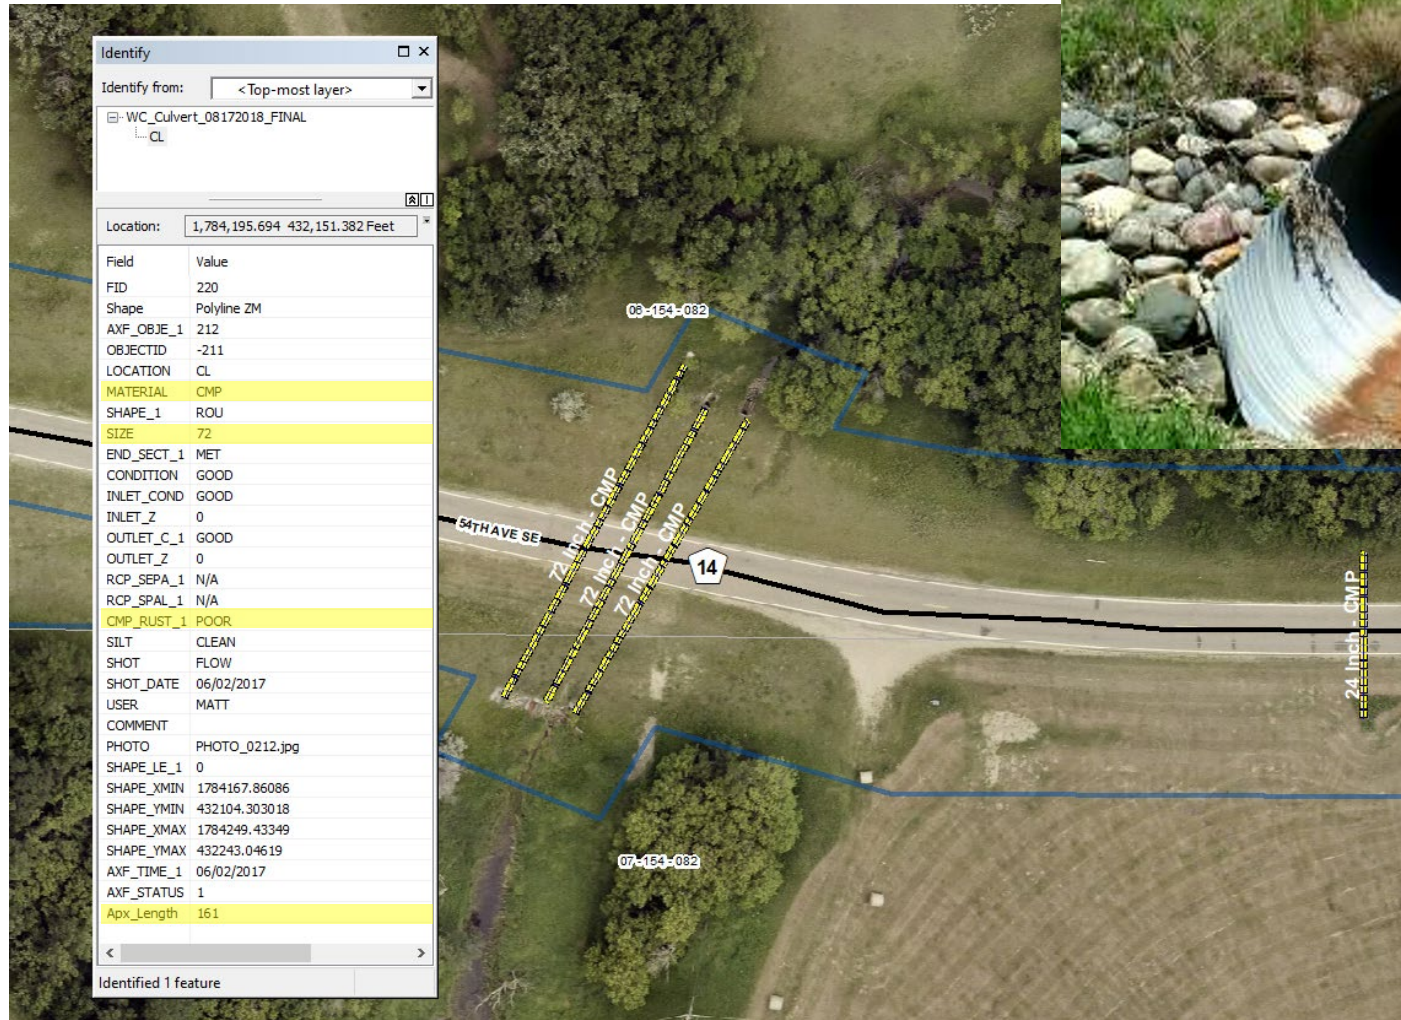 Identify
Identify from: <Top-most layer>
WC_Culvert_08172018_FINAL
CL
Location: 1,784,195.694 432,151.382 Feet
Field Value
FID 220
Shape Polyline ZM
AXF_OBJE_1 212
OBJECTID -211
LOCATION CL
MATERIAL CMP
SHAPE_1 ROU
SIZE 72
END_SECT_1 MET
CONDITION GOOD
INLET_COND GOOD
INLET_Z 0
OUTLET_C_1 GOOD
OUTLET_Z 0
RCP_SEPA_1 N/A
RCP_SPAL_1 N/A
CMP_RUST_1 POOR
SILT CLEAN
SHOT FLOW
SHOT_DATE 06/02/2017
USER MATT
COMMENT
PHOTO PHOTO_0212.jpg
SHAPE_LE_1 0
SHAPE_XMIN 1784167.86086
SHAPE_YMIN 432104.303018
SHAPE_XMAX 1784249.43349
SHAPE_YMAX 432243.04619
AXF_TIME_1 06/02/2017
AXF_STATUS 1
Apx_Length 161
Identified 1 feature
06-154-082
54TH AVE SE
72 Inch - CMP
72 Inch - CMP
72 Inch - CMP
14
24 Inch - CMP
07-154-082